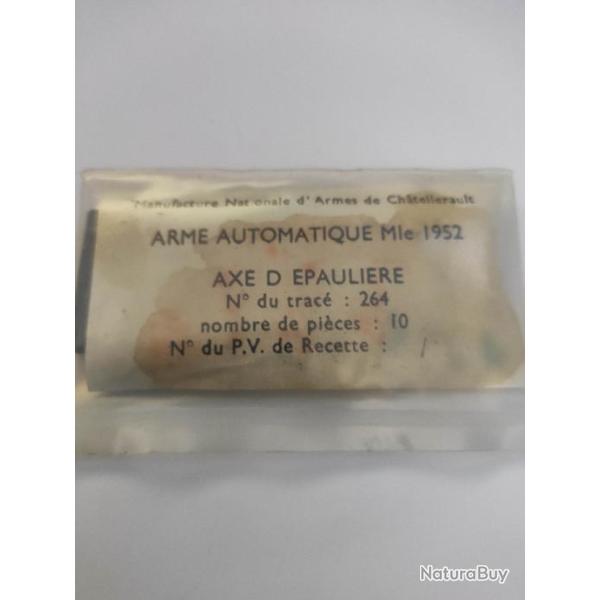 Manufacture Nationale d'Armes de Châtellerault
ARME AUTOMATIQUE Mle 1952
AXE D EPAULIERE
N° du tracé : 264
nombre de pièces : 10
N° du P.V. de Recette : /
NaturaBuy